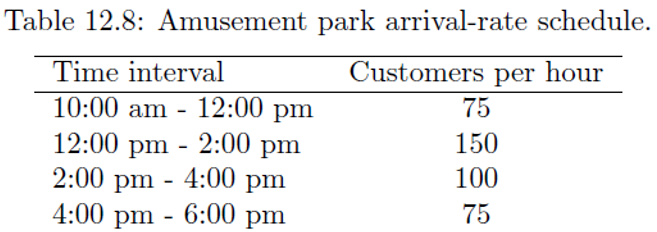 Table 12.8: Amusement park arrival-rate schedule.
Time interval Customers per hour
10:00 am - 12:00 pm 75
12:00 pm - 2:00 pm 150
2:00 pm - 4:00 pm 100
4:00 pm - 6:00 pm 75